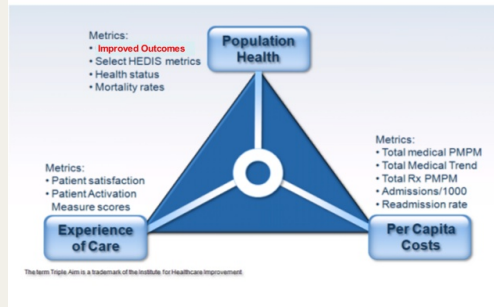 Metrics:
• Improved Outcomes
• Select HEDIS metrics
• Health status
• Mortality rates
Population
Health
Metrics:
• Patient satisfaction
• Patient Activation
Measure scores
Experience
of Care
Metrics:
• Total medical PMPM
• Total Medical Trend
• Total Rx PMPM
• Admissions/1000
• Readmission rate
Per Capita
Costs
The term Triple Aim is a trademark of the Institute for Healthcare Improvement.